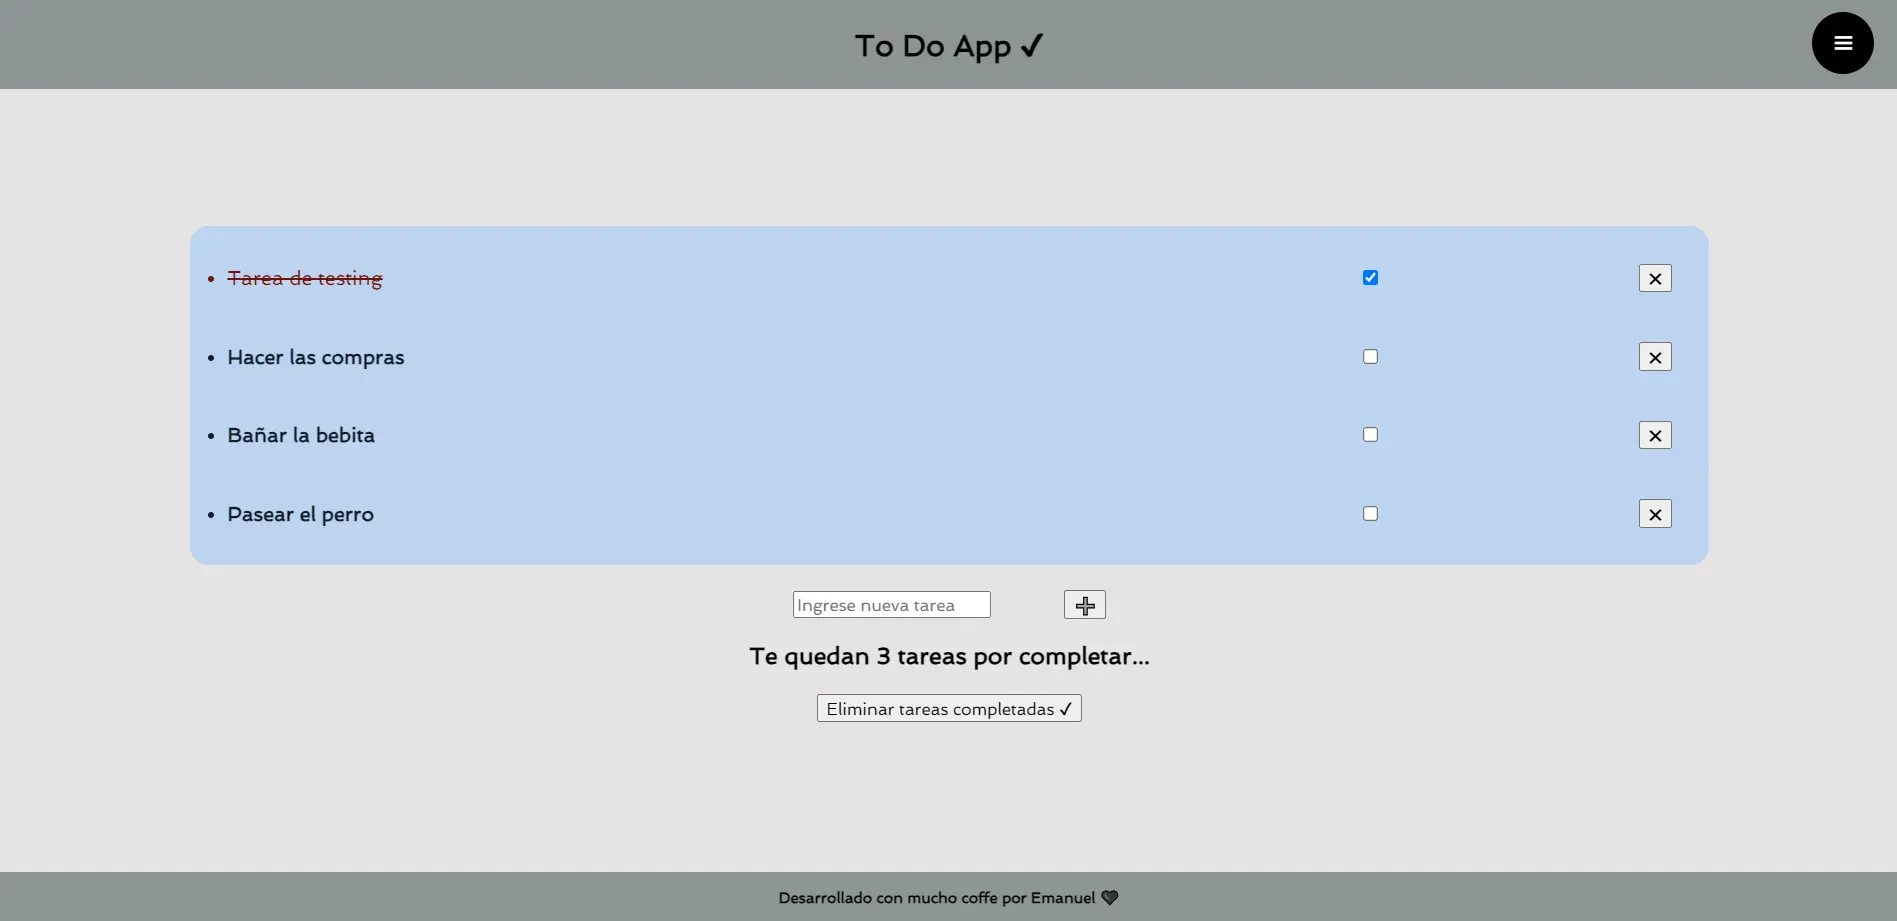 To Do App ✓
Tarea de testing
Hacer las compras
Bañar la bebita
Pasear el perro
Ingrese nueva tarea
Te quedan 3 tareas por completar...
Eliminar tareas completadas ✓
Desarrollado con mucho coffe por Emanuel 🖤